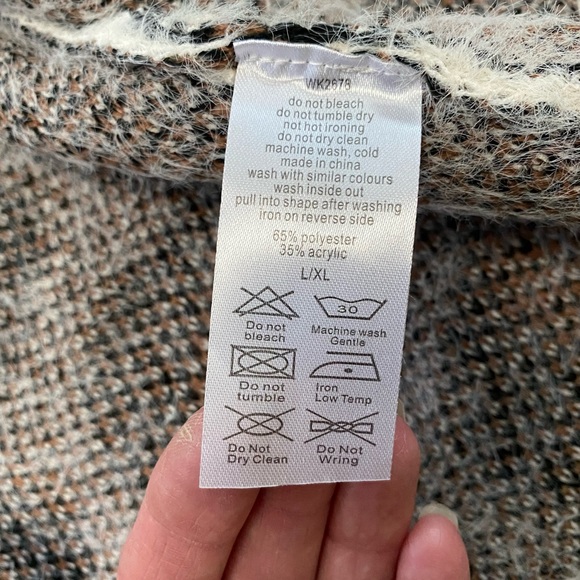 WK2678
do not bleach
do not tumble dry
not hot ironing
do not dry clean
machine wash, cold
made in china
wash with similar colours
wash inside out
pull into shape after washing
iron on reverse side
65% polyester
35% acrylic
L/XL
30
Do not
bleach
Machine wash
Gentle
Do not
tumble
Iron
Low Temp
Do Not
Dry Clean
Do Not
Wring